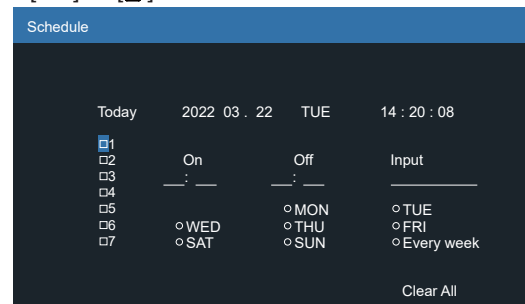 Schedule
Today 2022 03 . 22 TUE 14 : 20 : 08
1
2 On Off Input
3 __: __ __: __ ________
4
5 MON TUE
6 WED THU FRI
7 SAT SUN Every week
Clear All